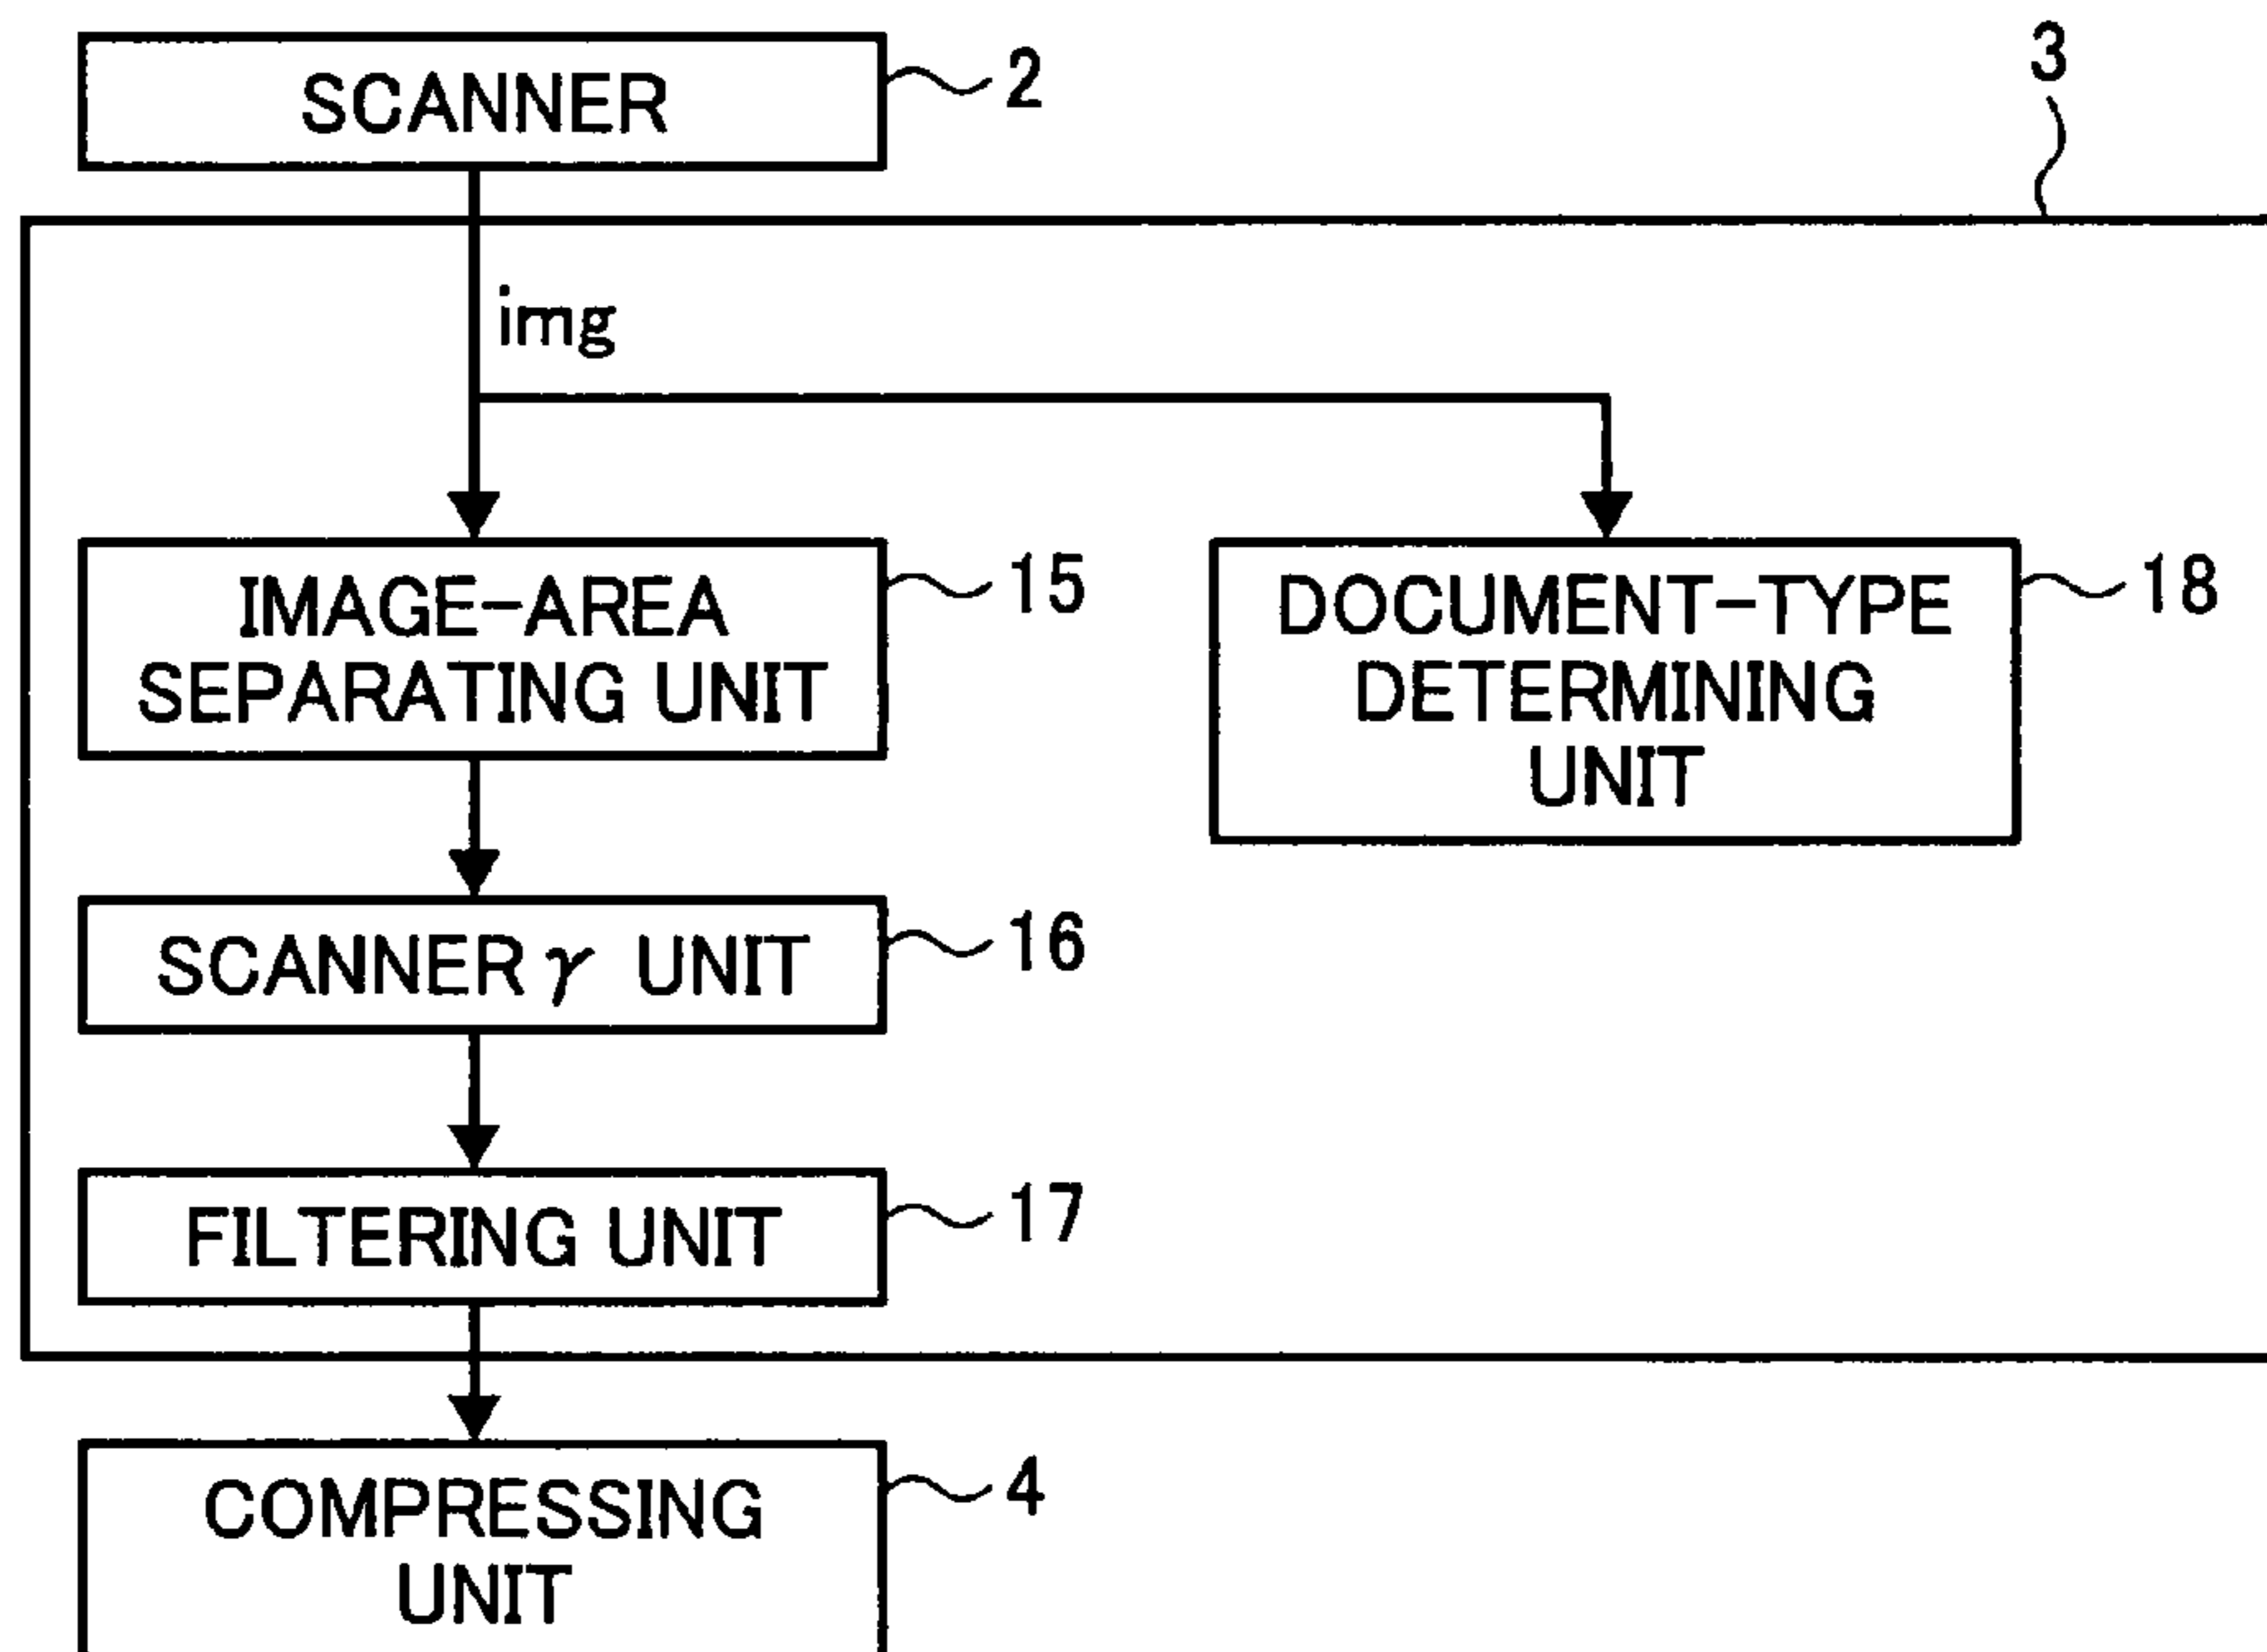 SCANNER
2
3
img
IMAGE-AREA
SEPARATING UNIT
15
DOCUMENT-TYPE
DETERMINING
UNIT
18
SCANNER γ UNIT
16
FILTERING UNIT
17
COMPRESSING
UNIT
4